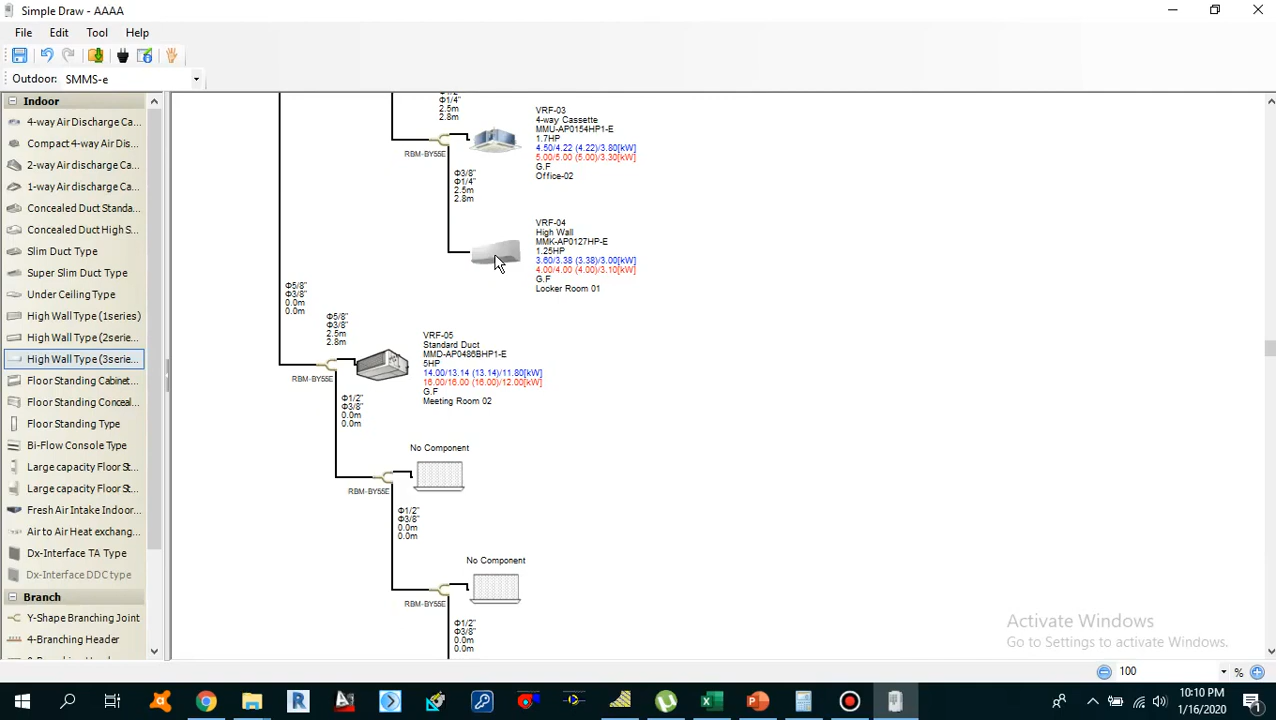 Simple Draw - AAAA
File Edit Tool Help
Outdoor: SMMS-e
Indoor
4-way Air Discharge Ca...
Compact 4-way Air Dis...
2-way Air discharge Ca...
1-way Air discharge Ca...
Concealed Duct Standa...
Concealed Duct High S...
Slim Duct Type
Super Slim Duct Type
Under Ceiling Type
High Wall Type (1series)
High Wall Type (2serie...
High Wall Type (3serie...
Floor Standing Cabinet...
Floor Standing Conceal...
Floor Standing Type
Bi-Flow Console Type
Large capacity Floor St...
Large capacity Floor St...
Fresh Air Intake Indoor...
Air to Air Heat exchang...
Dx-Interface TA Type
Dx-Interface DDC type
Branch
Y-Shape Branching Joint
4-Branching Header
Φ1/4"
2.5m
2.8m
RBM-BY55E
VRF-03
4-way Cassette
MMU-AP0154HP1-E
1.7HP
4.50/4.22 (4.22)/3.80[kW]
5.00/5.00 (5.00)/3.30[kW]
G.F
Office-02
Φ3/8"
Φ1/4"
2.5m
2.8m
VRF-04
High Wall
MMK-AP0127HP-E
1.25HP
3.60/3.38 (3.38)/3.00[kW]
4.00/4.00 (4.00)/3.10[kW]
G.F
Locker Room 01
Φ5/8"
Φ3/8"
0.0m
0.0m
Φ5/8"
Φ3/8"
2.5m
2.8m
RBM-BY55E
VRF-05
Standard Duct
MMD-AP0486BHP1-E
5HP
14.00/13.14 (13.14)/11.80[kW]
16.00/16.00 (16.00)/12.00[kW]
G.F
Meeting Room 02
Φ1/2"
Φ3/8"
0.0m
0.0m
No Component
RBM-BY55E
Φ1/2"
Φ3/8"
0.0m
0.0m
No Component
RBM-BY55E
Φ1/2"
Φ3/8"
0.0m
0.0m
Activate Windows
Go to Settings to activate Windows.
100 %
10:10 PM
1/16/2020